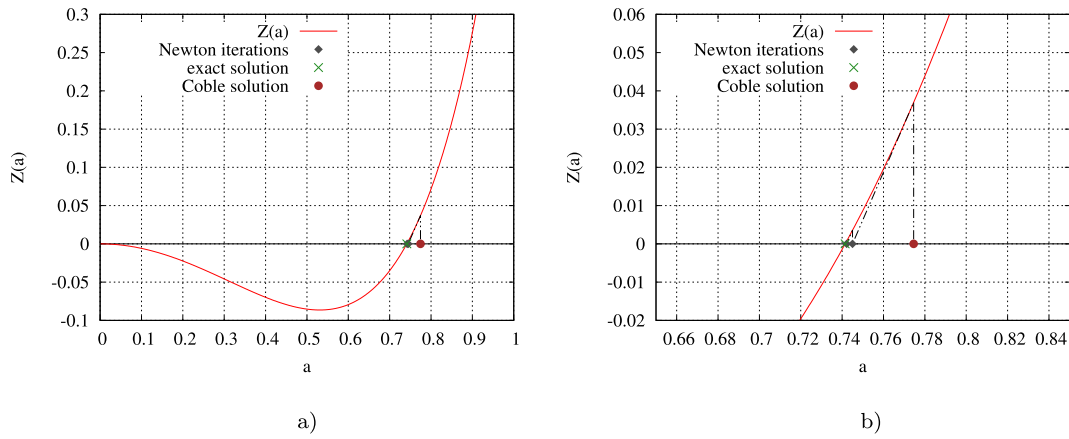 0.3
0.25
0.2
0.15
0.1
0.05
0
-0.05
-0.1
Z(a)
Z(a)
Newton iterations
exact solution
Coble solution
0 0.1 0.2 0.3 0.4 0.5 0.6 0.7 0.8 0.9 1
a
a)
0.06
0.05
0.04
0.03
0.02
0.01
0
-0.01
-0.02
Z(a)
Z(a)
Newton iterations
exact solution
Coble solution
0.66 0.68 0.7 0.72 0.74 0.76 0.78 0.8 0.82 0.84
a
b)